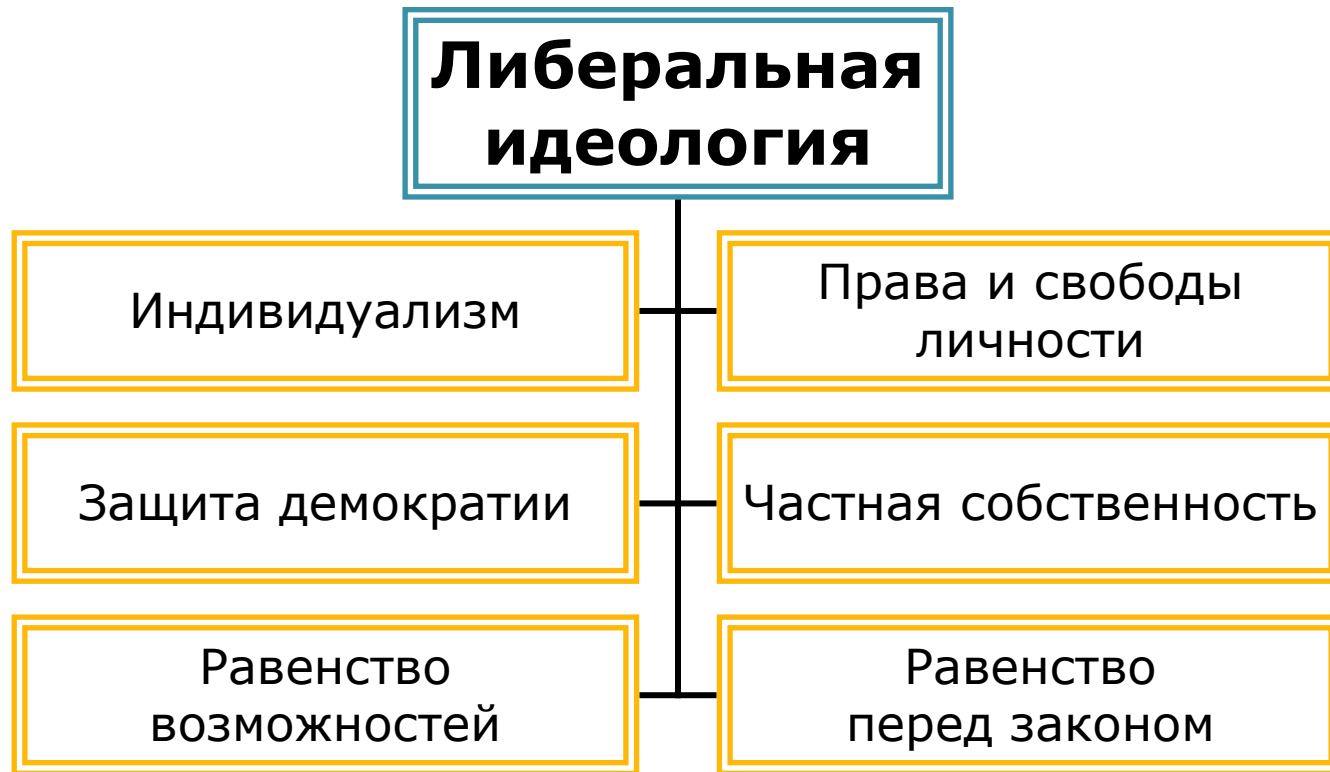 Либеральная
идеология
Индивидуализм
Права и свободы
личности
Защита демократии
Частная собственность
Равенство
возможностей
Равенство
перед законом